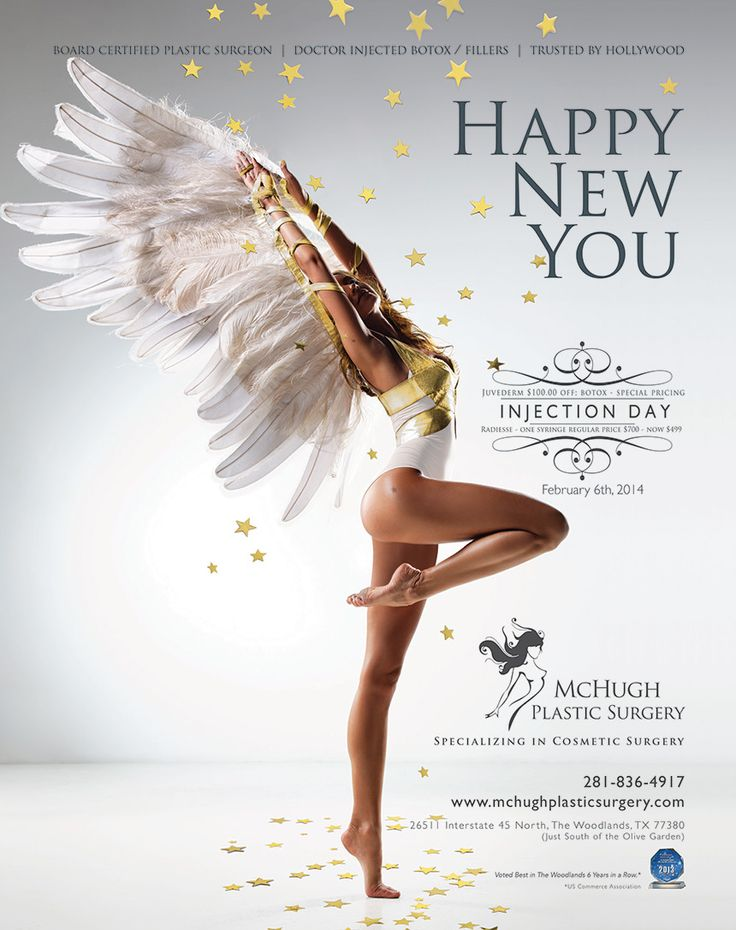 BOARD CERTIFIED PLASTIC SURGEON | DOCTOR INJECTED BOTOX / FILLERS | TRUSTED BY HOLLYWOOD
HAPPY
NEW
YOU
JUVEDERM $100.00 OFF: BOTOX - SPECIAL PRICING
INJECTION DAY
RADIESSE - ONE SYRINGE REGULAR PRICE $700 - NOW $499
February 6th, 2014
MCHUGH
PLASTIC SURGERY
SPECIALIZING IN COSMETIC SURGERY
281-836-4917
www.mchughplasticsurgery.com
26511 Interstate 45 North, The Woodlands, TX 77380
(Just South of the Olive Garden)
Voted Best in The Woodlands 6 Years in a Row.*
*US Commerce Association
2013